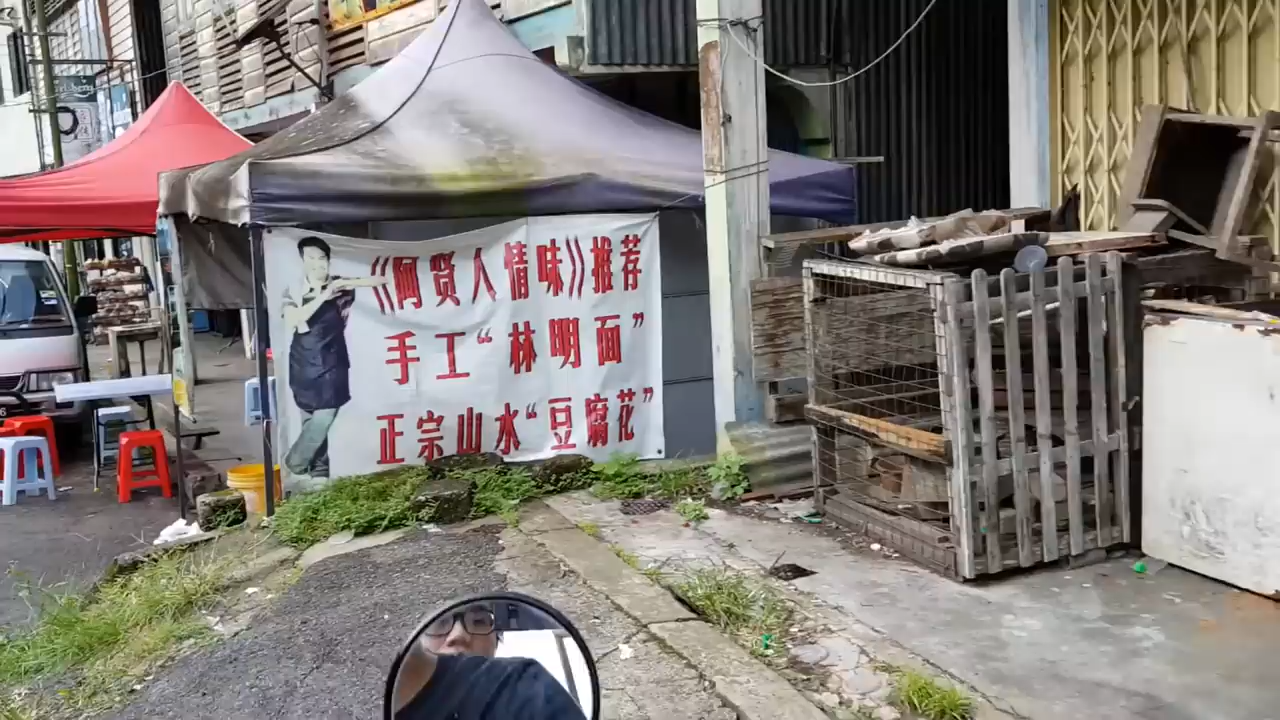 《阿贤人情味》推荐
手工“林明面”
正宗山水“豆腐花”